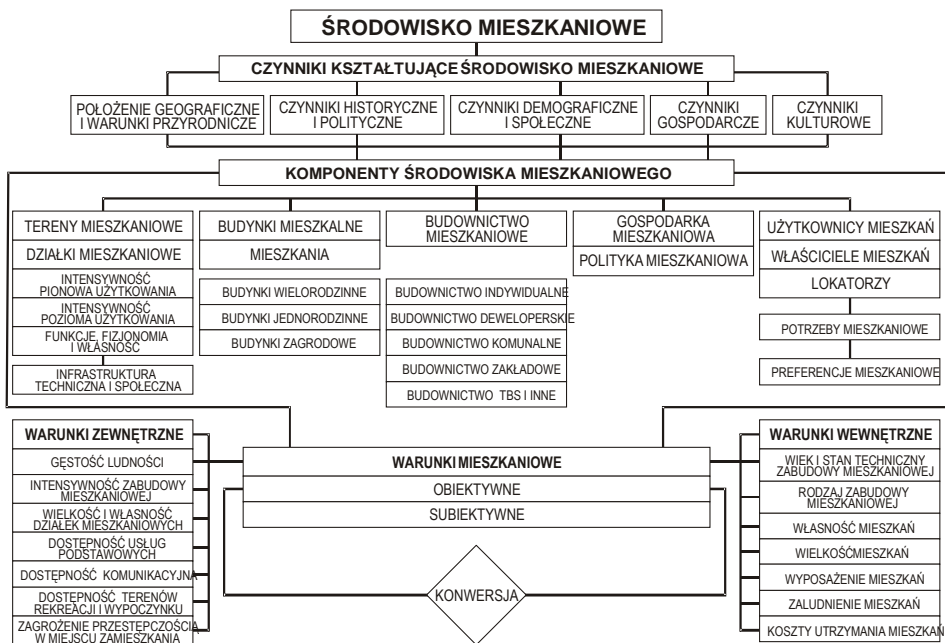 ŚRODOWISKO MIESZKANIOWE
CZYNNIKI KSZTAŁTUJĄCE ŚRODOWISKO MIESZKANIOWE
POŁOŻENIE GEOGRAFICZNE
I WARUNKI PRZYRODNICZE
CZYNNIKI HISTORYCZNE
I POLITYCZNE
CZYNNIKI DEMOGRAFICZNE
I SPOŁECZNE
CZYNNIKI
GOSPODARCZE
CZYNNIKI
KULTUROWE
KOMPONENTY ŚRODOWISKA MIESZKANIOWEGO
TERENY MIESZKANIOWE
DZIAŁKI MIESZKANIOWE
INTENSYWNOŚĆ
PIONOWA UŻYTKOWANIA
INTENSYWNOŚĆ
POZIOMA UŻYTKOWANIA
FUNKCJE, FIZJONOMIA
I WŁASNOŚĆ
INFRASTRUKTURA
TECHNICZNA I SPOŁECZNA
BUDYNKI MIESZKALNE
MIESZKANIA
BUDYNKI WIELORODZINNE
BUDYNKI JEDNORODZINNE
BUDYNKI ZAGRODOWE
BUDOWNICTWO
MIESZKANIOWE
BUDOWNICTWO INDYWIDUALNE
BUDOWNICTWO DEWELOPERSKIE
BUDOWNICTWO KOMUNALNE
BUDOWNICTWO ZAKŁADOWE
BUDOWNICTWO TBS I INNE
GOSPODARKA
MIESZKANIOWA
POLITYKA MIESZKANIOWA
UŻYTKOWNICY MIESZKAŃ
WŁAŚCICIELE MIESZKAŃ
LOKATORZY
POTRZEBY MIESZKANIOWE
PREFERENCJE MIESZKANIOWE
WARUNKI ZEWNĘTRZNE
GĘSTOŚĆ LUDNOŚCI
INTENSYWNOŚĆ ZABUDOWY
MIESZKANIOWEJ
WIELKOŚĆ I WŁASNOŚĆ
DZIAŁEK MIESZKANIOWYCH
DOSTĘPNOŚĆ USŁUG
PODSTAWOWYCH
DOSTĘPNOŚĆ KOMUNIKACYJNA
DOSTĘPNOŚĆ TERENÓW
REKREACJI I WYPOCZYNKU
ZAGROŻENIE PRZESTĘPCZOŚCIĄ
W MIEJSCU ZAMIESZKANIA
WARUNKI MIESZKANIOWE
OBIEKTYWNE
SUBIEKTYWNE
KONWERSJA
WARUNKI WEWNĘTRZNE
WIEK I STAN TECHNICZNY
ZABUDOWY MIESZKANIOWEJ
RODZAJ ZABUDOWY
MIESZKANIOWEJ
WŁASNOŚĆ MIESZKAŃ
WIELKOŚĆMIESZKAŃ
WYPOSAŻENIE MIESZKAŃ
ZALUDNIENIE MIESZKAŃ
KOSZTY UTRZYMANIA MIESZKAŃ